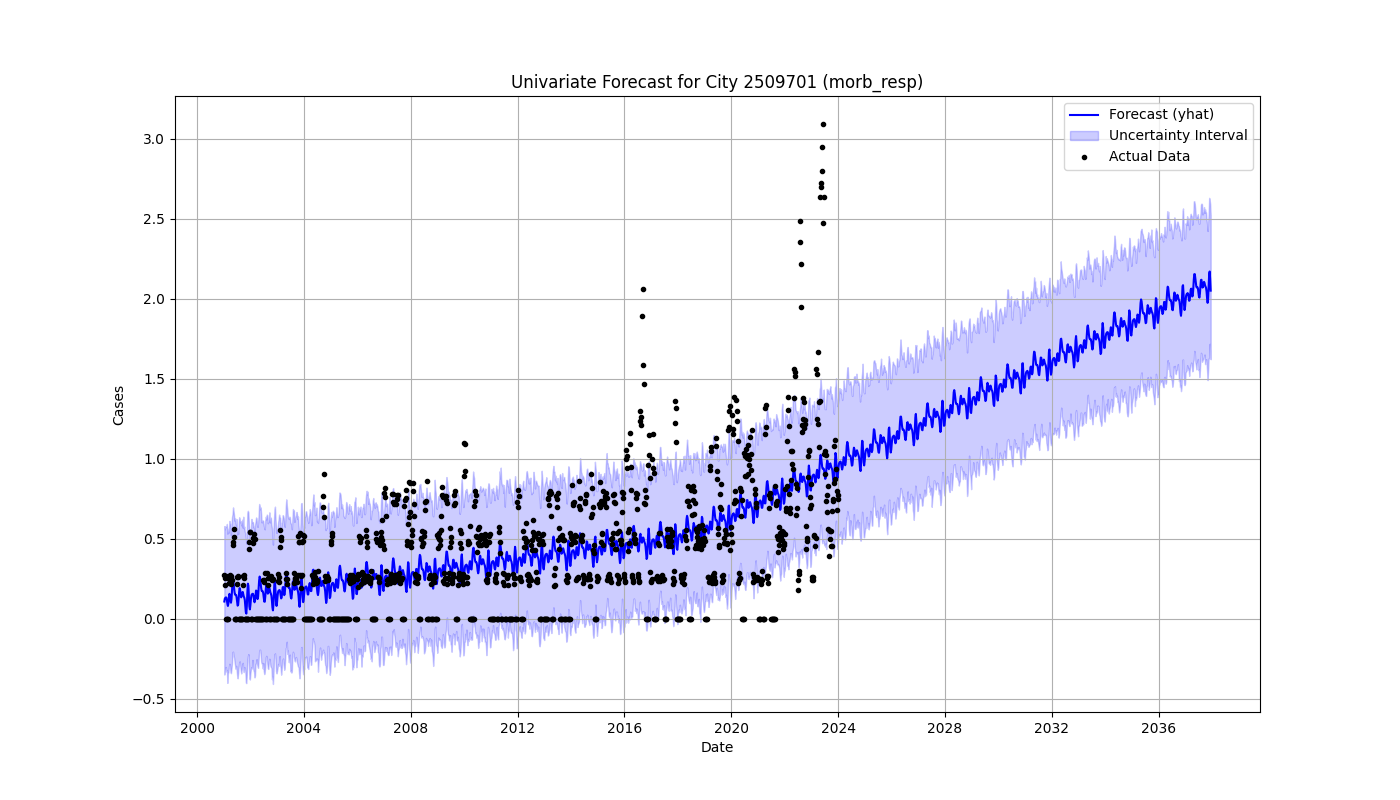 Univariate Forecast for City 2509701 (morb_resp)
Forecast (yhat)
Uncertainty Interval
Actual Data
Cases
3.0
2.5
2.0
1.5
1.0
0.5
0.0
−0.5
2000 2004 2008 2012 2016 2020 2024 2028 2032 2036
Date